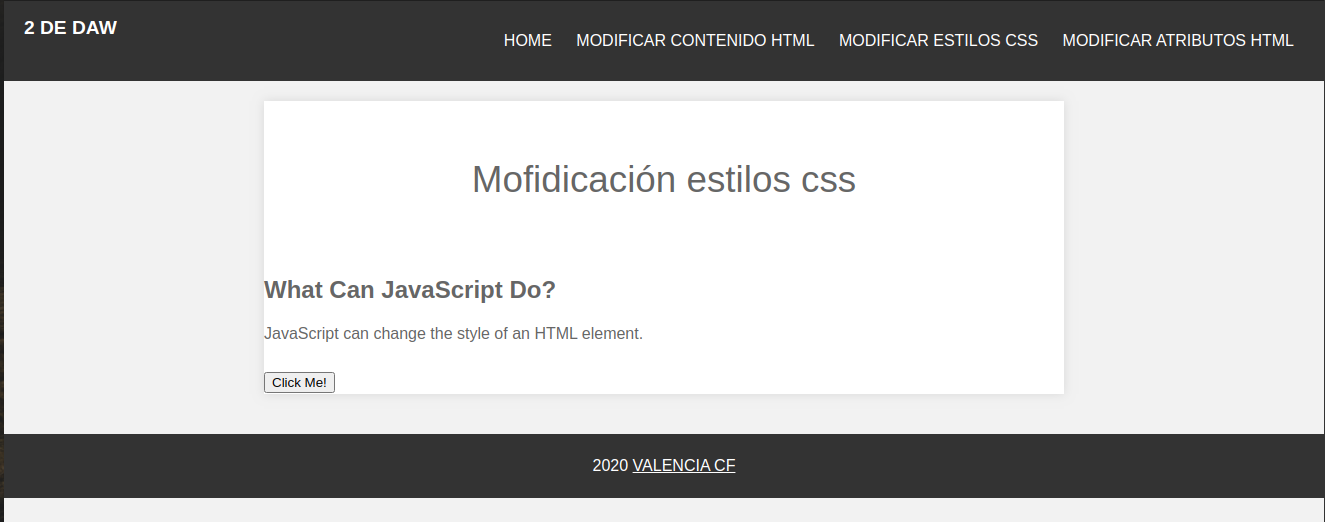 2 DE DAW
HOME MODIFICAR CONTENIDO HTML MODIFICAR ESTILOS CSS MODIFICAR ATRIBUTOS HTML
Mofidicación estilos css
What Can JavaScript Do?
JavaScript can change the style of an HTML element.
Click Me!
2020 VALENCIA CF